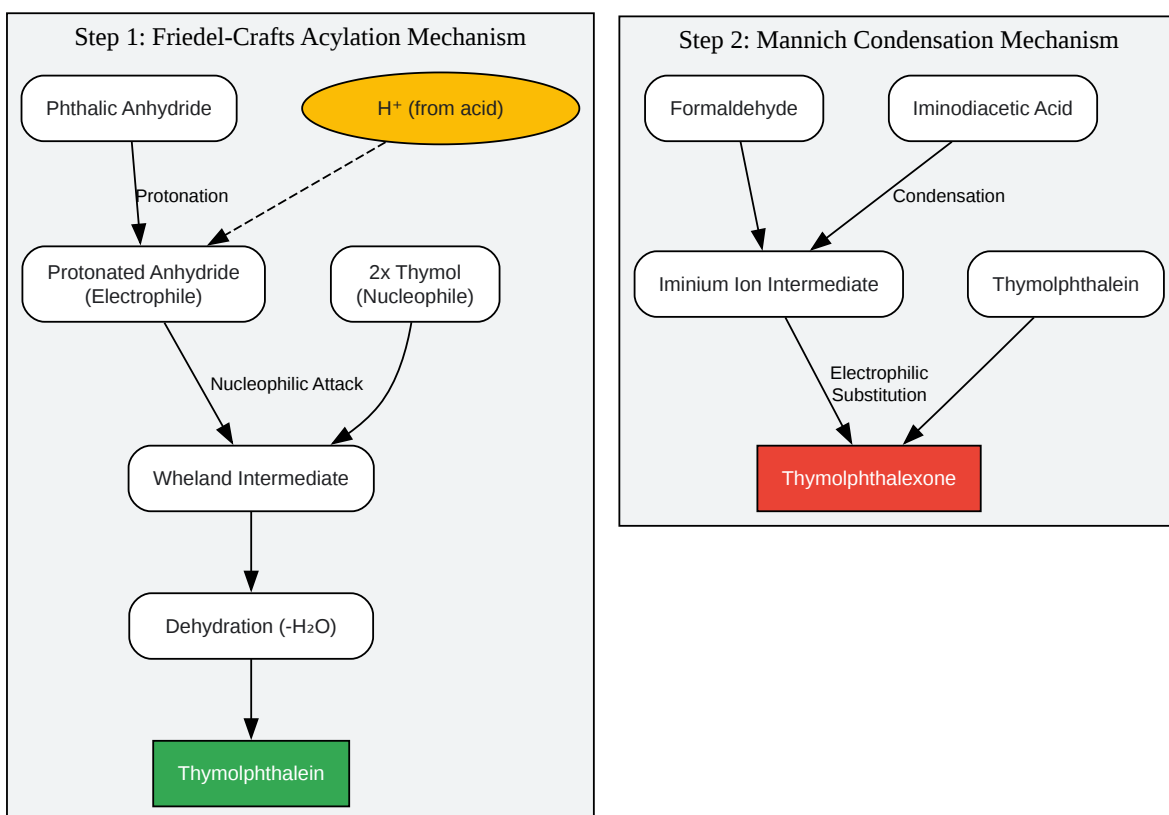 Step 1: Friedel-Crafts Acylation Mechanism
Phthalic Anhydride
H⁺ (from acid)
Protonation
Protonated Anhydride
(Electrophile)
2x Thymol
(Nucleophile)
Nucleophilic Attack
Wheland Intermediate
Dehydration (-H₂O)
Thymolphthalein
Step 2: Mannich Condensation Mechanism
Formaldehyde
Iminodiacetic Acid
Condensation
Iminium Ion Intermediate
Thymolphthalein
Electrophilic
Substitution
Thymolphthalexone